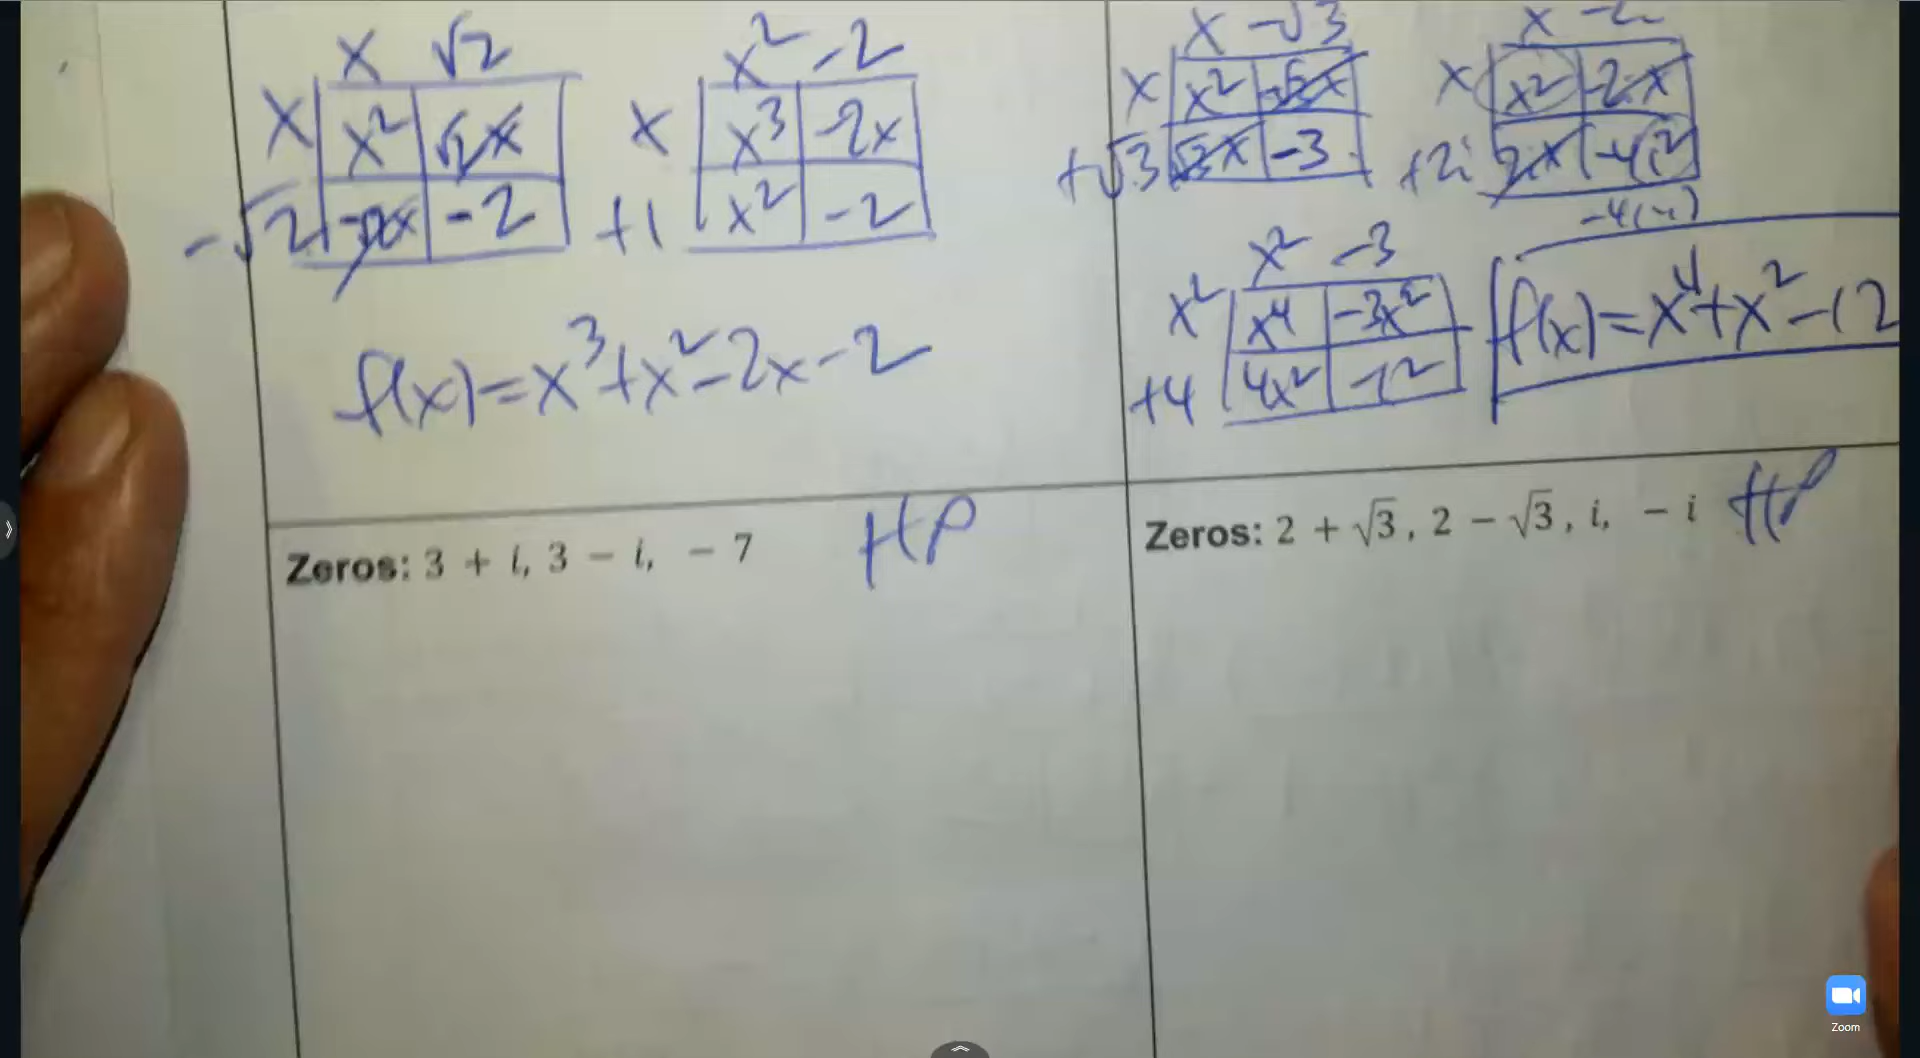 x √2
x x² √2x
-√2 -√2x -2
x² -2
x x³ -2x
+1 x² -2
f(x)=x³+x²-2x-2
x -√3
x x² -√3x
+√3 √3x -3
x -2i
x x² -2ix
+2i 2ix -4i²
-4(-1)
x² -3
x² x⁴ -3x²
+4 4x² -12
f(x)=x⁴+x²-12
Zeros: 3 + i, 3 − i, − 7 HP
Zeros: 2 + √3, 2 − √3, i, − i HP
Zoom